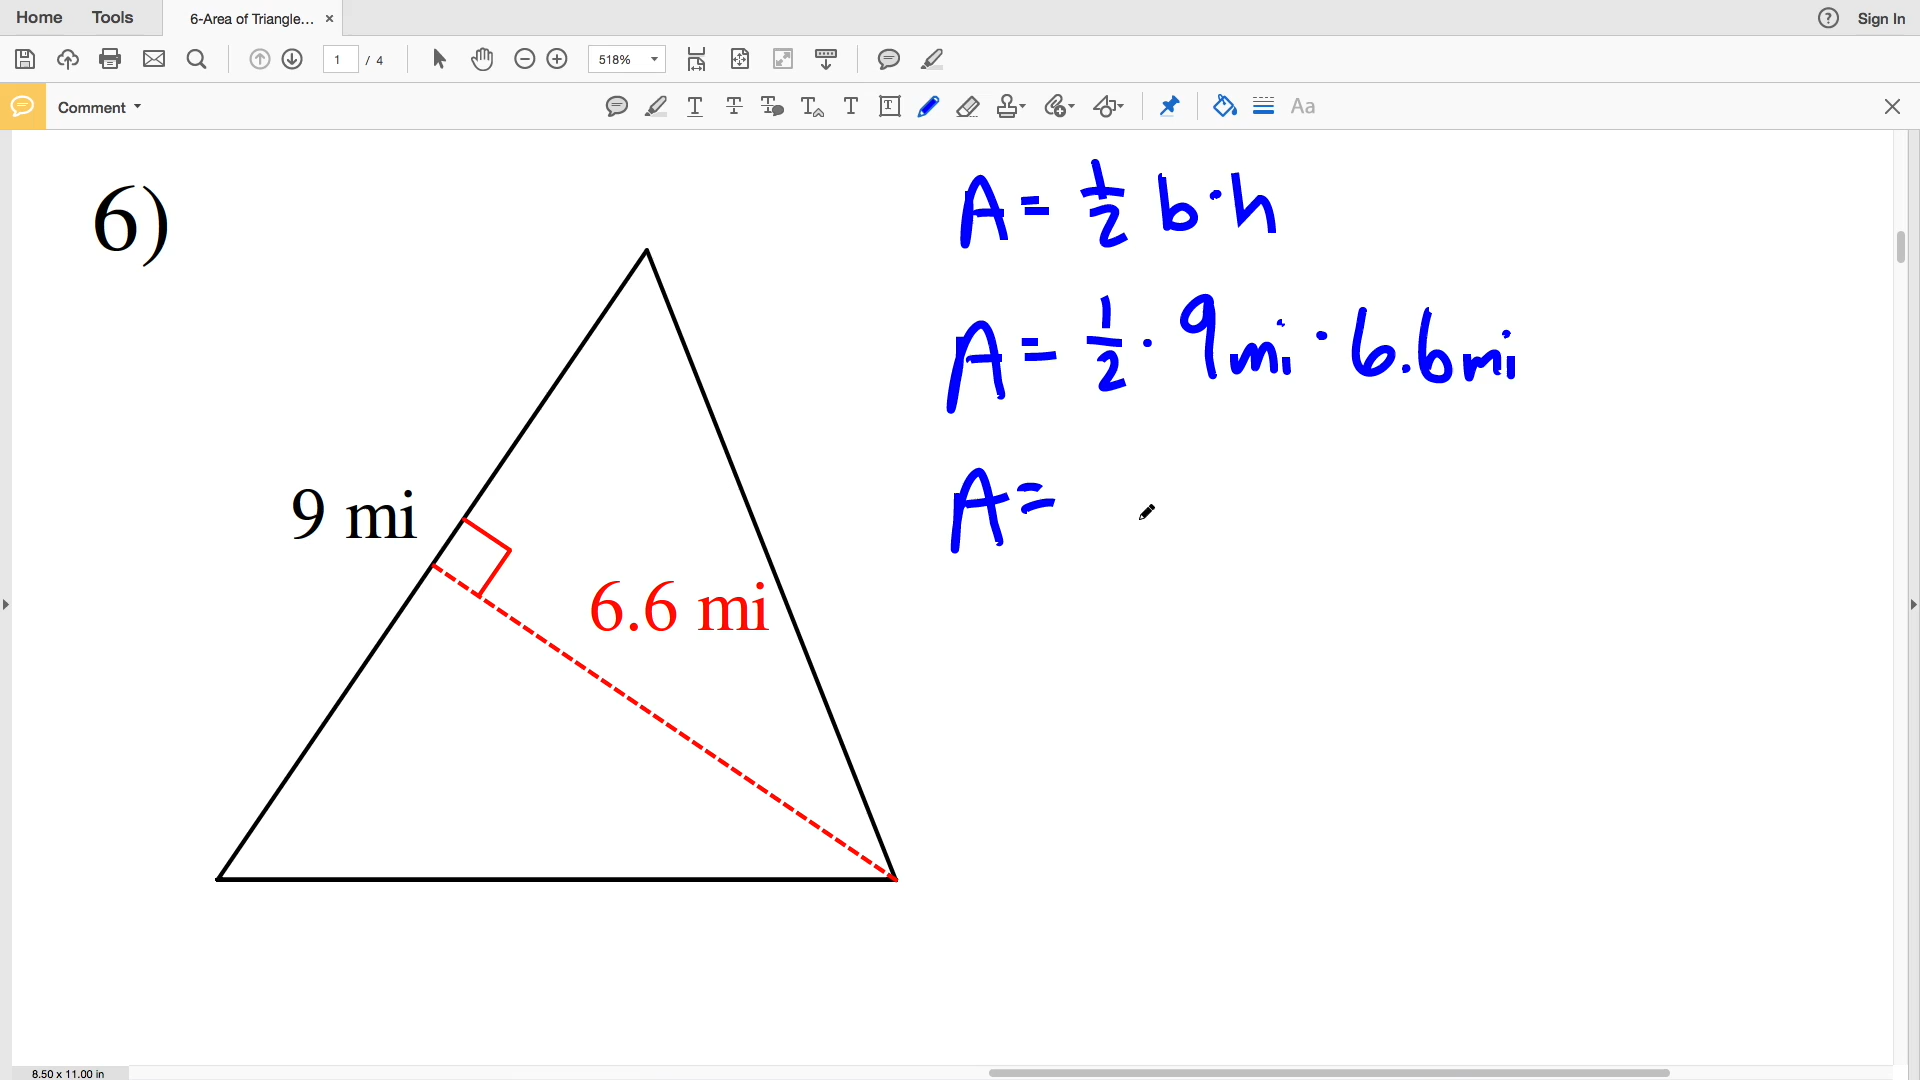 Home Tools 6-Area of Triangle... × ? Sign In
1 / 4 518%
Comment T T T T T T Aa
6)
A = 1/2 b·h
A = 1/2 · 9mi · 6.6mi
A =
9 mi
6.6 mi
8.50 x 11.00 in